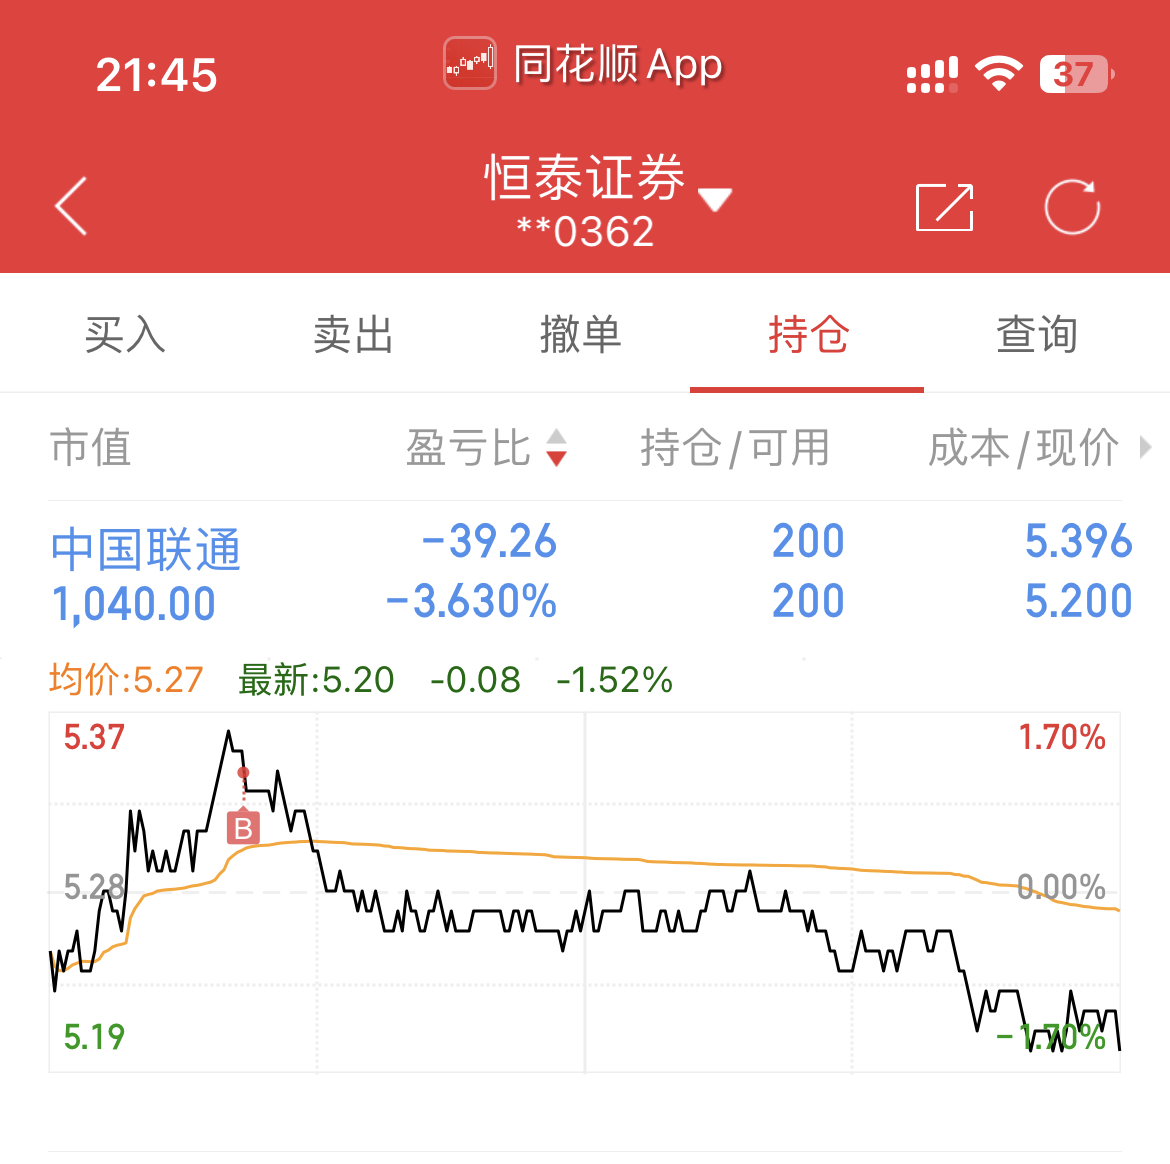 21:45
同花顺App
37
恒泰证券
**0362
买入 卖出 撤单 持仓 查询
市值 盈亏比 持仓/可用 成本/现价
中国联通 -39.26 200 5.396
1,040.00 -3.630% 200 5.200
均价:5.27 最新:5.20 -0.08 -1.52%
5.37 1.70%
B
5.28 0.00%
5.19 -1.70%